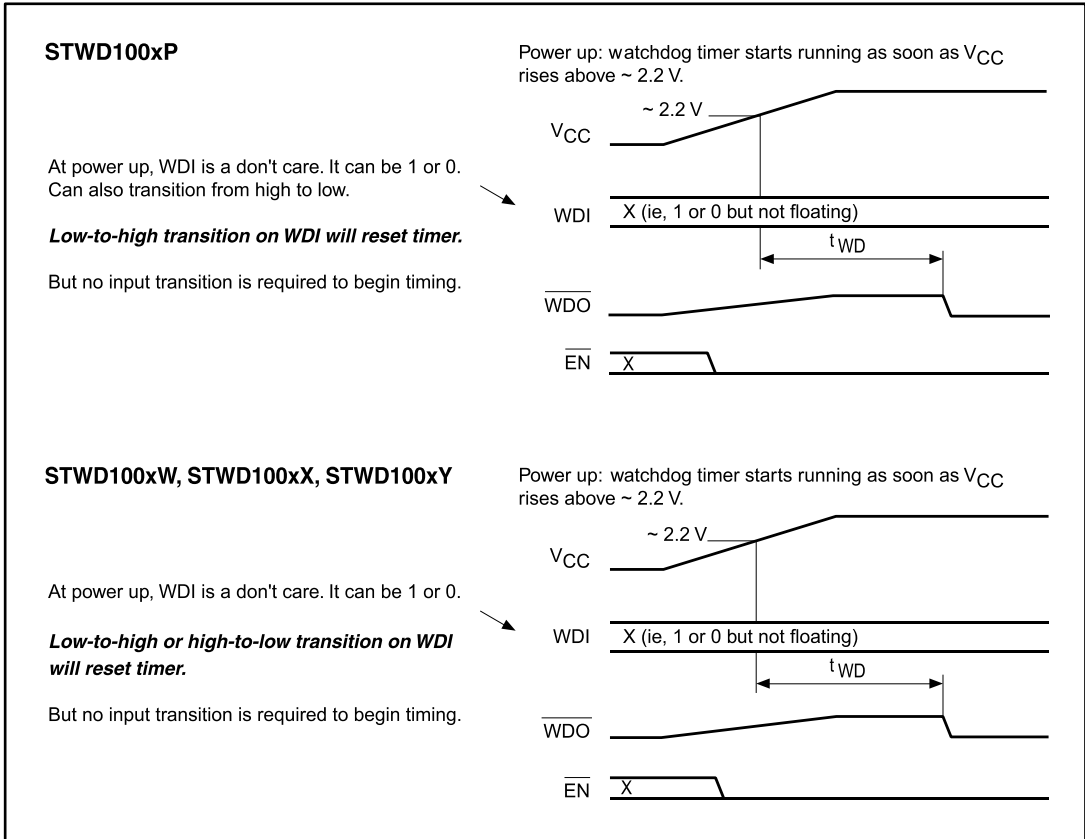 STWD100xP
Power up: watchdog timer starts running as soon as VCC
rises above ~ 2.2 V.
~ 2.2 V
VCC
At power up, WDI is a don't care. It can be 1 or 0.
Can also transition from high to low.
WDI
X (ie, 1 or 0 but not floating)
Low-to-high transition on WDI will reset timer.
tWD
But no input transition is required to begin timing.
WDO
EN
X
STWD100xW, STWD100xX, STWD100xY
Power up: watchdog timer starts running as soon as VCC
rises above ~ 2.2 V.
~ 2.2 V
VCC
At power up, WDI is a don't care. It can be 1 or 0.
WDI
X (ie, 1 or 0 but not floating)
Low-to-high or high-to-low transition on WDI
will reset timer.
tWD
But no input transition is required to begin timing.
WDO
EN
X